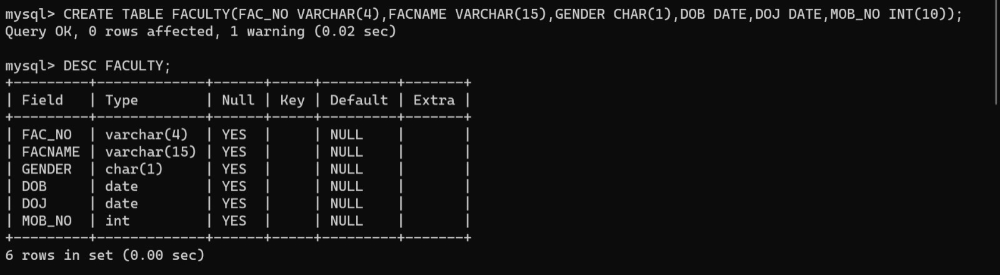 mysql> CREATE TABLE FACULTY(FAC_NO VARCHAR(4),FACNAME VARCHAR(15),GENDER CHAR(1),DOB DATE,DOJ DATE,MOB_NO INT(10));
Query OK, 0 rows affected, 1 warning (0.02 sec)

mysql> DESC FACULTY;
+---------+-------------+------+-----+---------+-------+
| Field   | Type        | Null | Key | Default | Extra |
+---------+-------------+------+-----+---------+-------+
| FAC_NO  | varchar(4)  | YES  |     | NULL    |       |
| FACNAME | varchar(15) | YES  |     | NULL    |       |
| GENDER  | char(1)     | YES  |     | NULL    |       |
| DOB     | date        | YES  |     | NULL    |       |
| DOJ     | date        | YES  |     | NULL    |       |
| MOB_NO  | int         | YES  |     | NULL    |       |
+---------+-------------+------+-----+---------+-------+
6 rows in set (0.00 sec)